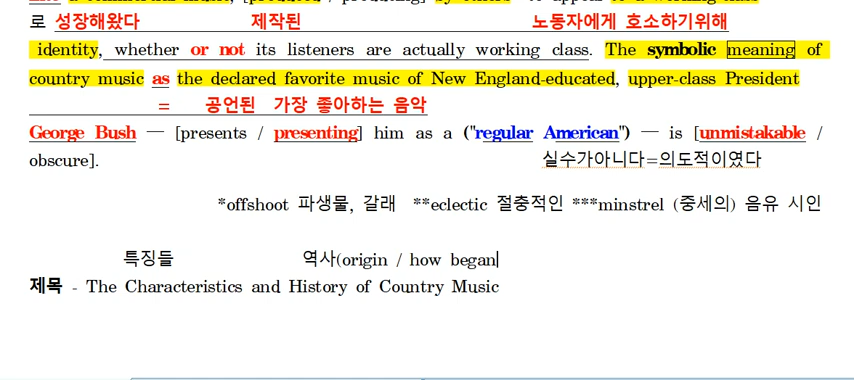 로 성장해왔다 제작된 노동자에게 호소하기위해
identity, whether or not its listeners are actually working class. The symbolic meaning of
country music as the declared favorite music of New England-educated, upper-class President
= 공언된 가장 좋아하는 음악
George Bush — [presents / presenting] him as a ("regular American") — is [unmistakable /
obscure]. 실수가아니다=의도적이였다
*offshoot 파생물, 갈래 **eclectic 절충적인 ***minstrel (중세의) 음유 시인
특징들 역사(origin / how began
제목 - The Characteristics and History of Country Music